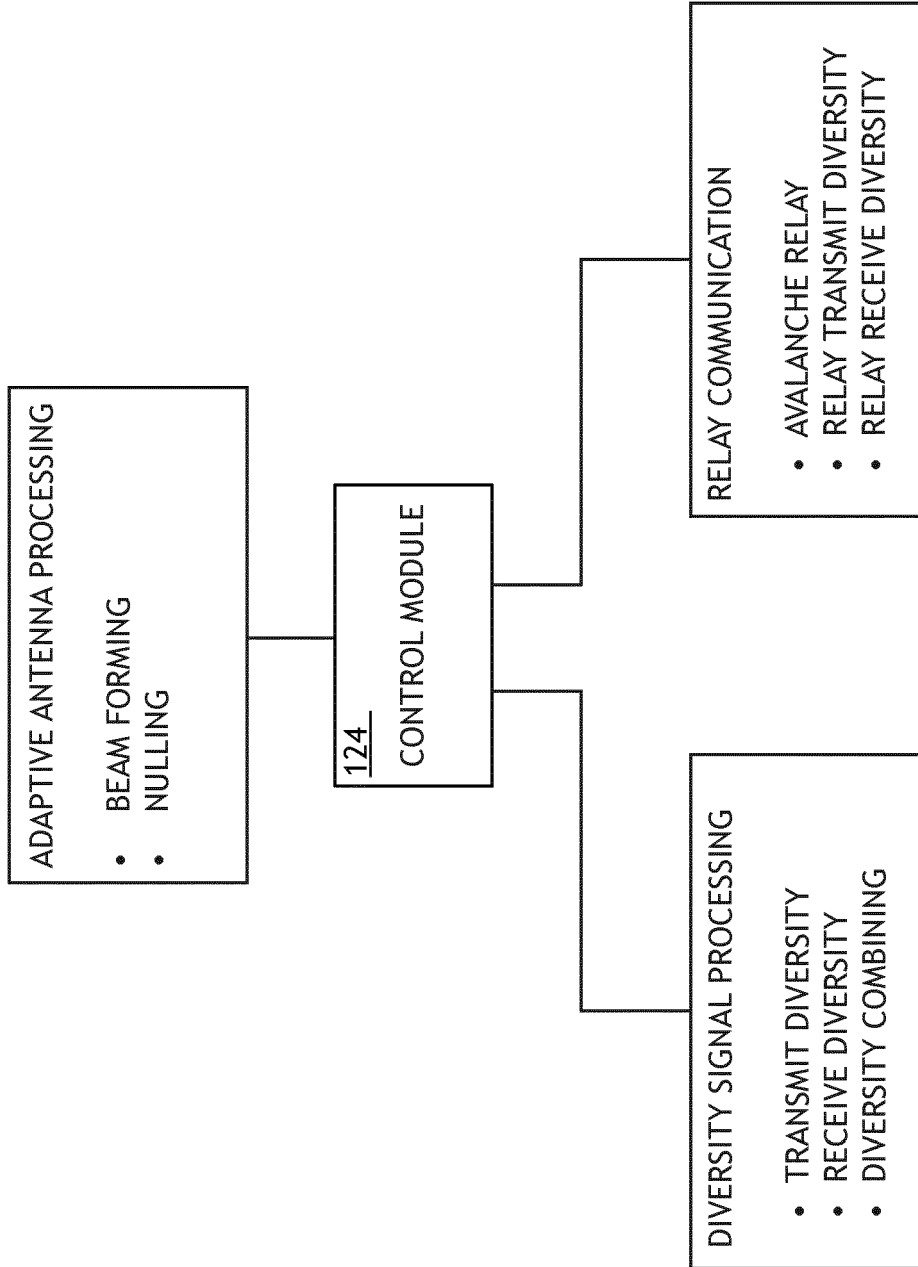 ADAPTIVE ANTENNA PROCESSING
• BEAM FORMING
• NULLING
124
CONTROL MODULE
DIVERSITY SIGNAL PROCESSING
• TRANSMIT DIVERSITY
• RECEIVE DIVERSITY
• DIVERSITY COMBINING
RELAY COMMUNICATION
• AVALANCHE RELAY
• RELAY TRANSMIT DIVERSITY
• RELAY RECEIVE DIVERSITY